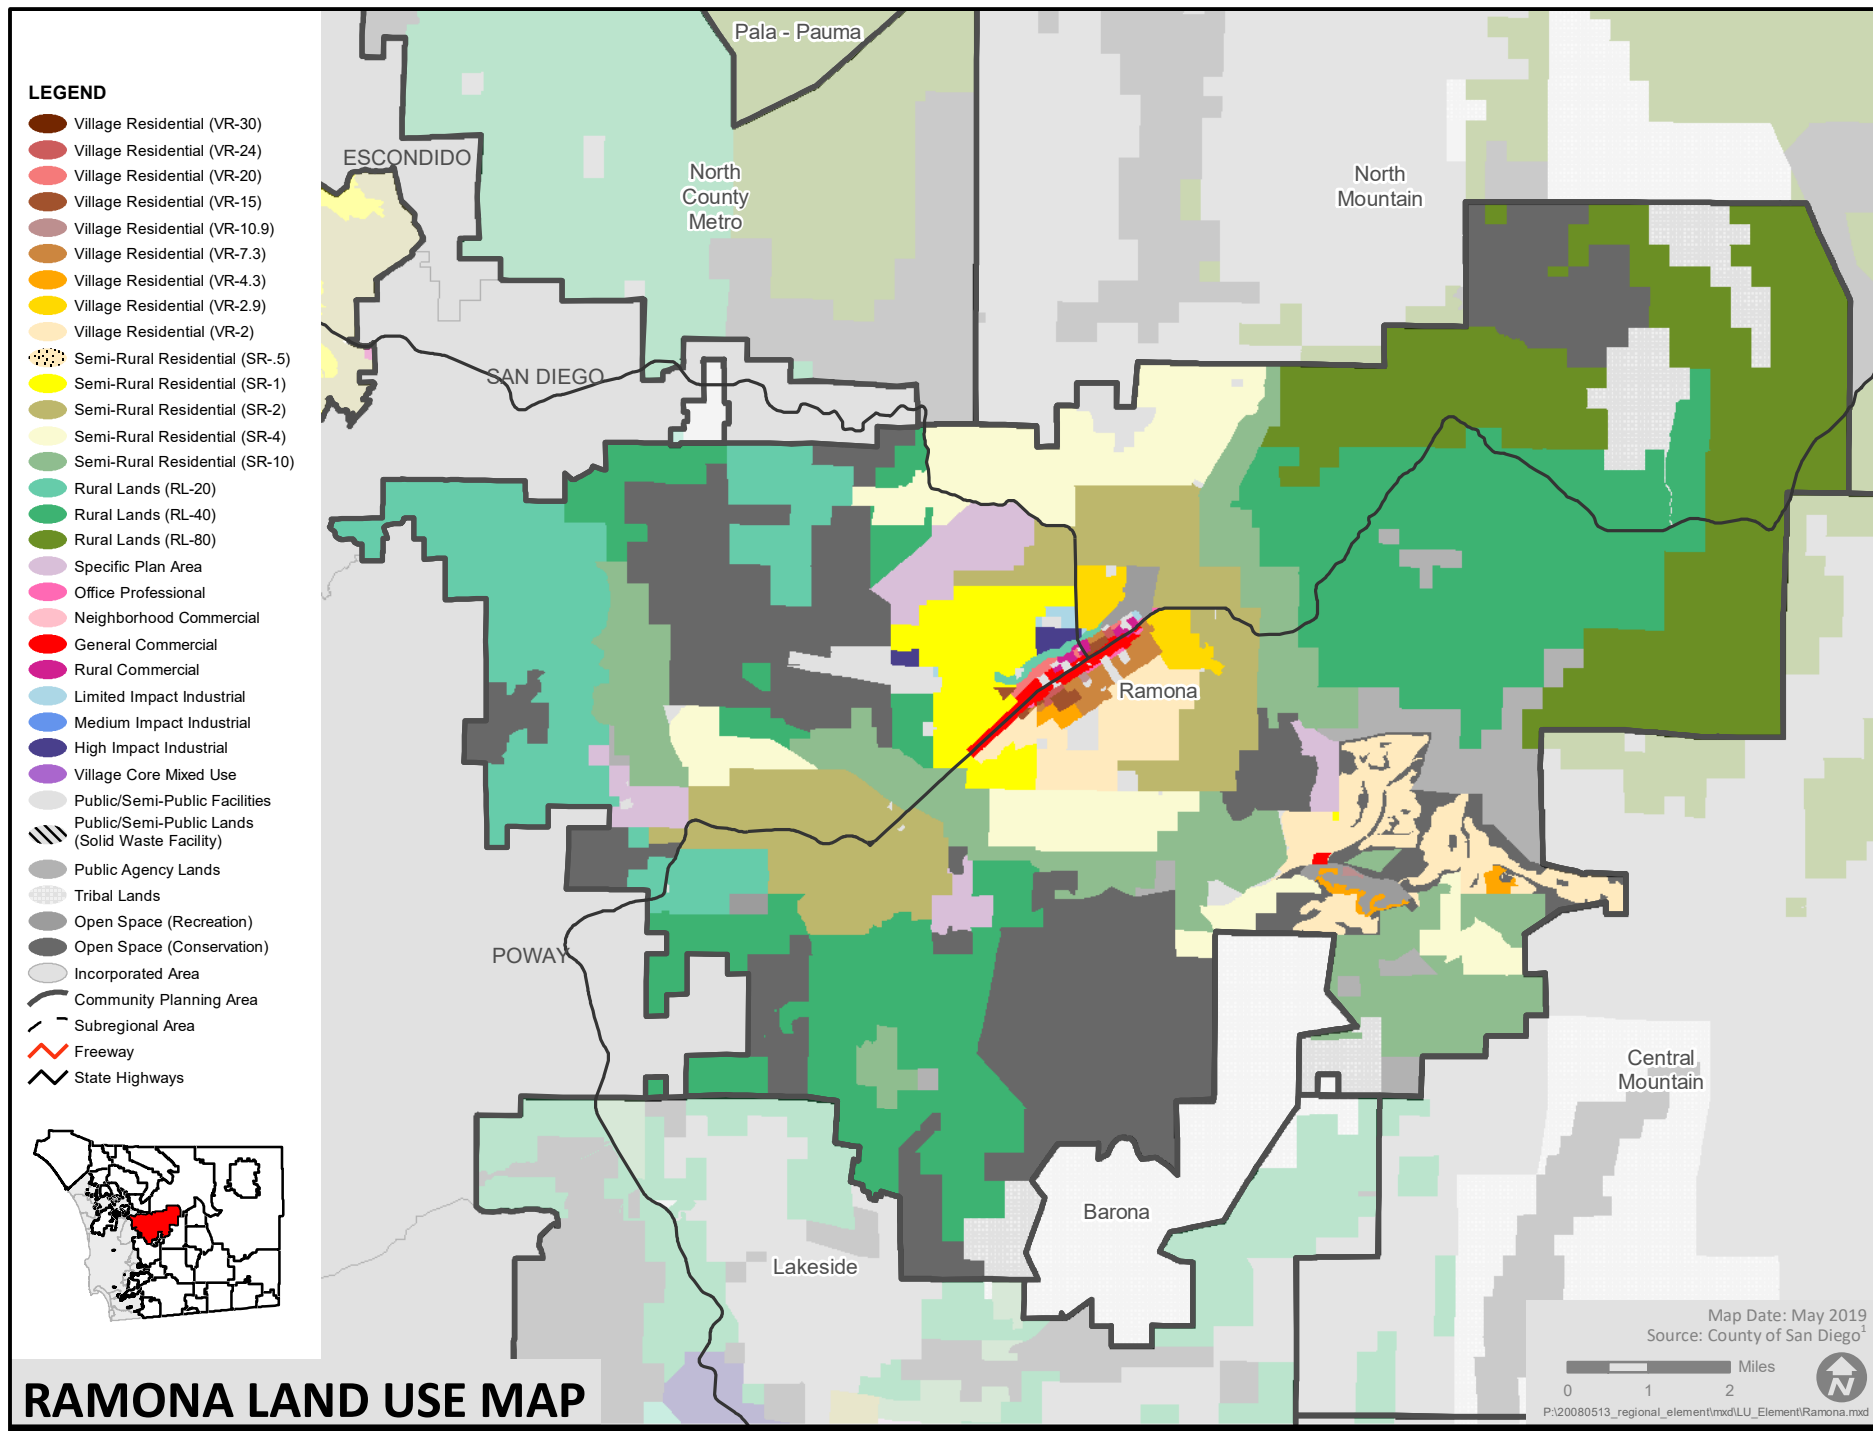 LEGEND
Village Residential (VR-30)
Village Residential (VR-24)
Village Residential (VR-20)
Village Residential (VR-15)
Village Residential (VR-10.9)
Village Residential (VR-7.3)
Village Residential (VR-4.3)
Village Residential (VR-2.9)
Village Residential (VR-2)
Semi-Rural Residential (SR-.5)
Semi-Rural Residential (SR-1)
Semi-Rural Residential (SR-2)
Semi-Rural Residential (SR-4)
Semi-Rural Residential (SR-10)
Rural Lands (RL-20)
Rural Lands (RL-40)
Rural Lands (RL-80)
Specific Plan Area
Office Professional
Neighborhood Commercial
General Commercial
Rural Commercial
Limited Impact Industrial
Medium Impact Industrial
High Impact Industrial
Village Core Mixed Use
Public/Semi-Public Facilities
Public/Semi-Public Lands
(Solid Waste Facility)
Public Agency Lands
Tribal Lands
Open Space (Recreation)
Open Space (Conservation)
Incorporated Area
Community Planning Area
Subregional Area
Freeway
State Highways
Pala - Pauma
ESCONDIDO
North
County
Metro
North
Mountain
SAN DIEGO
Ramona
POWAY
Central
Mountain
Barona
Lakeside
Map Date: May 2019
Source: County of San Diego1
Miles
0 1 2
N
P:\20080513_regional_element\mxd\LU_Element\Ramona.mxd
RAMONA LAND USE MAP